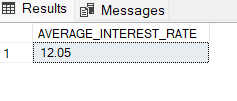 Results Messages
AVERAGE_INTEREST_RATE
1 12.05